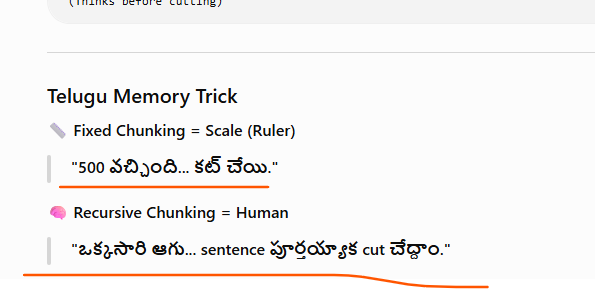 (Thinks before cutting)
Telugu Memory Trick
📏 Fixed Chunking = Scale (Ruler)
"500 వచ్చింది... కట్ చేయి."
🧠 Recursive Chunking = Human
"ఒక్కసారి ఆగు... sentence పూర్తయ్యాక cut చేద్దాం."